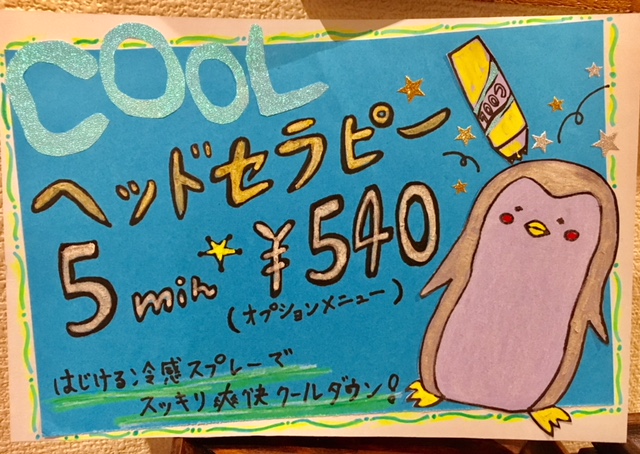 COOL
ヘッドセラピー
5min ¥540
(オプションメニュー)
はじける冷感スプレーで
スッキリ爽快クールダウン!
COOL